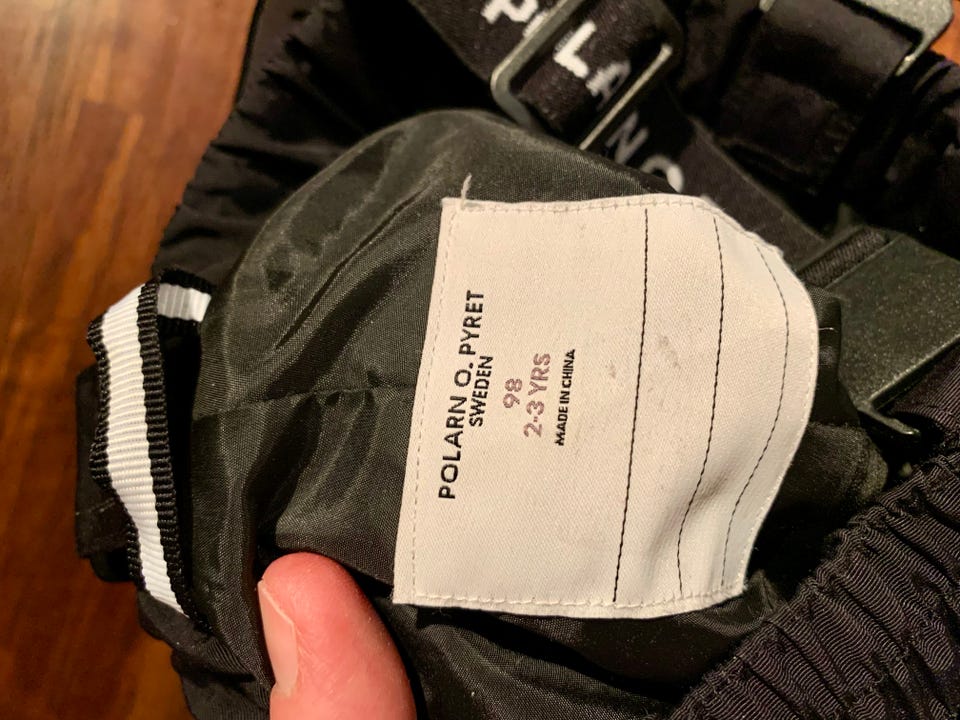 POLARN O. PYRET
SWEDEN
98
2-3 YRS
MADE IN CHINA